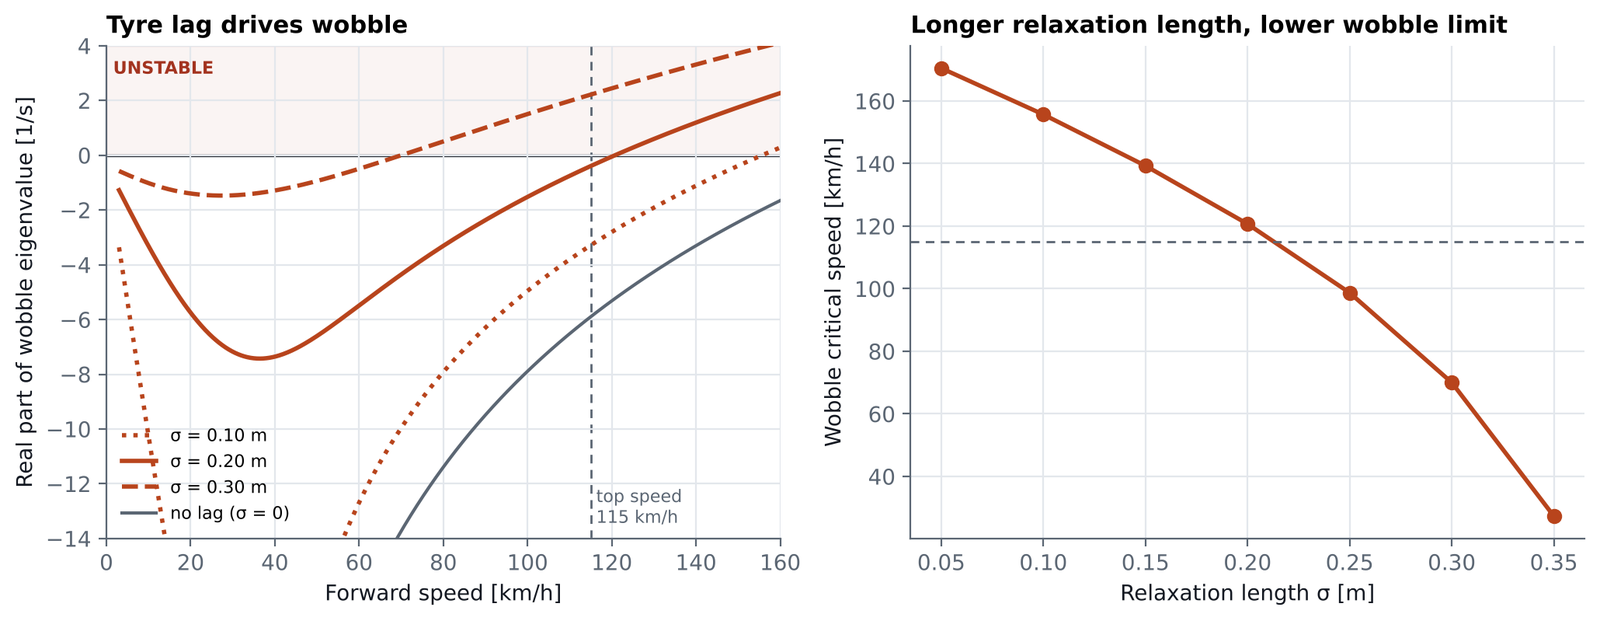 Tyre lag drives wobble
UNSTABLE
Real part of wobble eigenvalue [1/s]
4
2
0
−2
−4
−6
−8
−10
−12
−14
σ = 0.10 m
σ = 0.20 m
σ = 0.30 m
no lag (σ = 0)
top speed
115 km/h
0 20 40 60 80 100 120 140 160
Forward speed [km/h]
Longer relaxation length, lower wobble limit
Wobble critical speed [km/h]
160
140
120
100
80
60
40
0.05 0.10 0.15 0.20 0.25 0.30 0.35
Relaxation length σ [m]